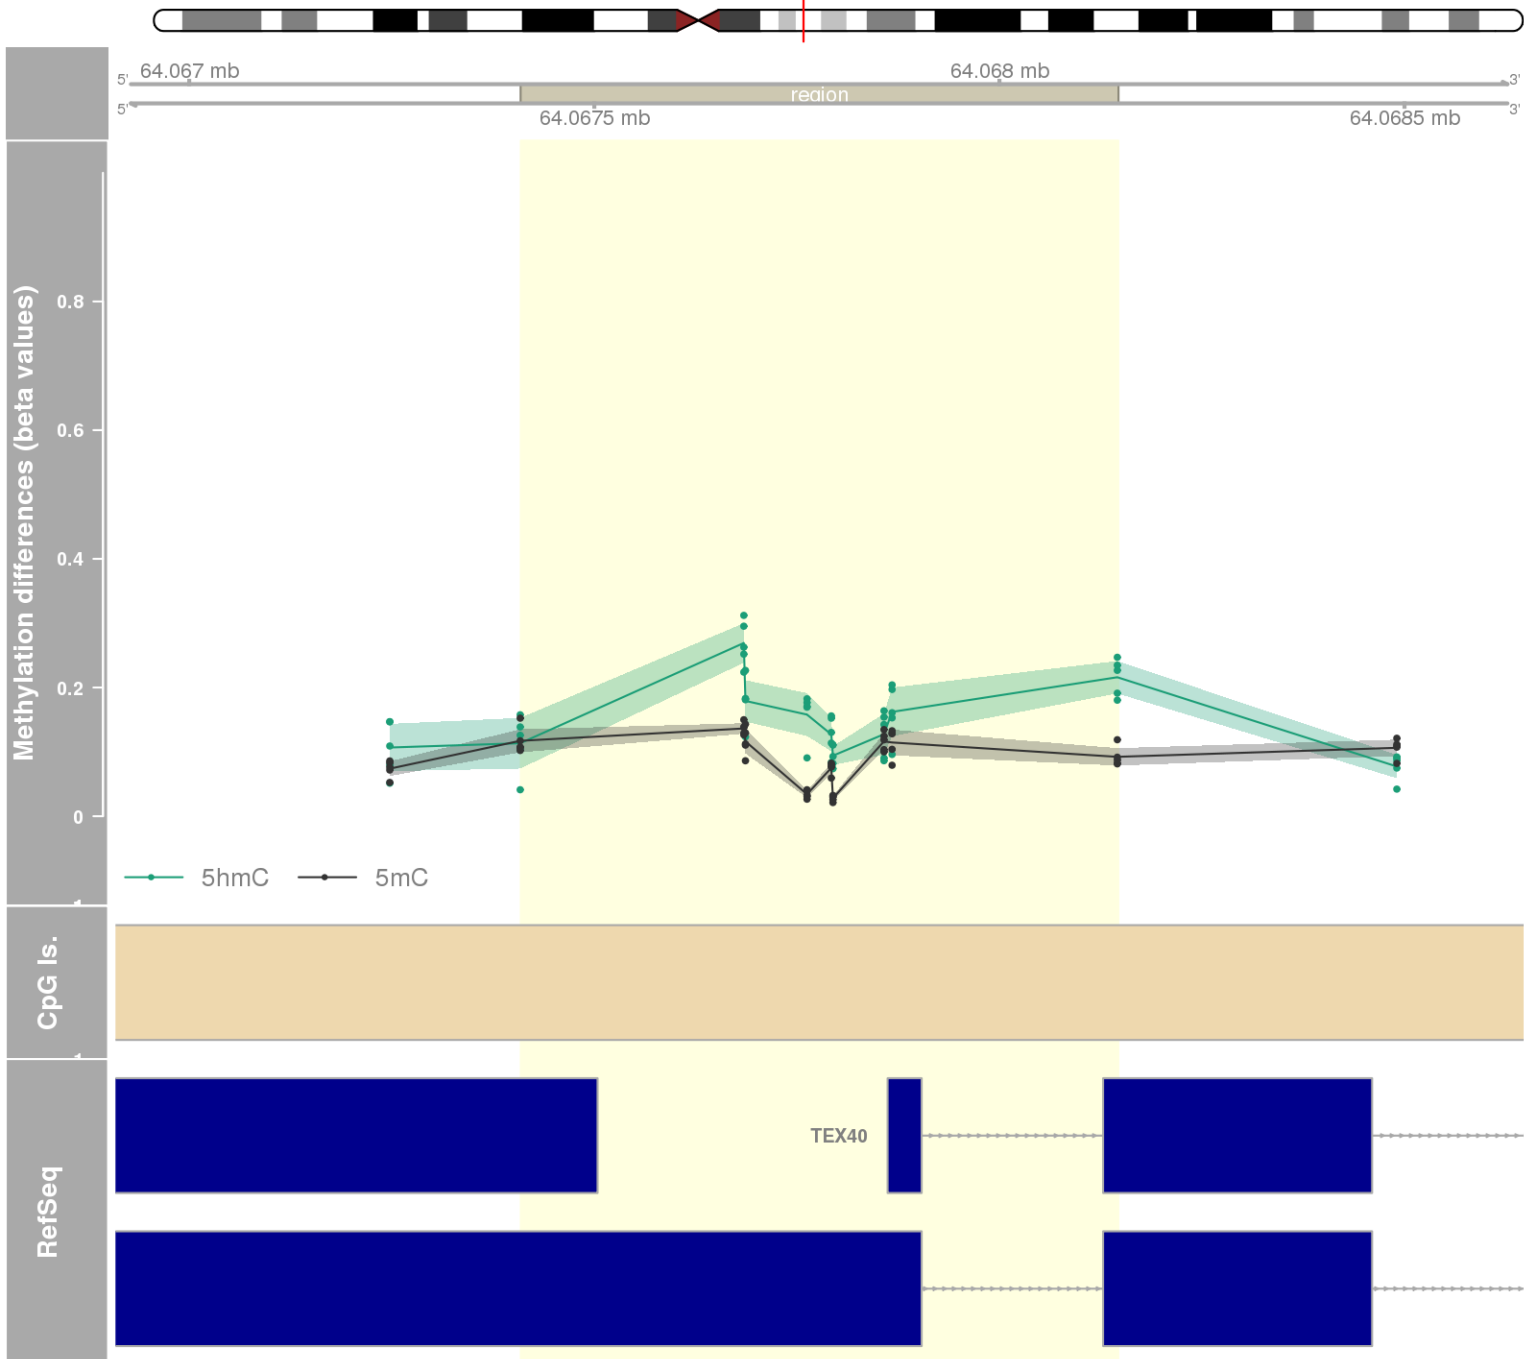 64.067 mb
64.068 mb
5'
3'
region
5'
3'
64.0675 mb
64.0685 mb
Methylation differences (beta values)
0.8
0.6
0.4
0.2
0
5hmC
5mC
CpG Is.
RefSeq
TEX40